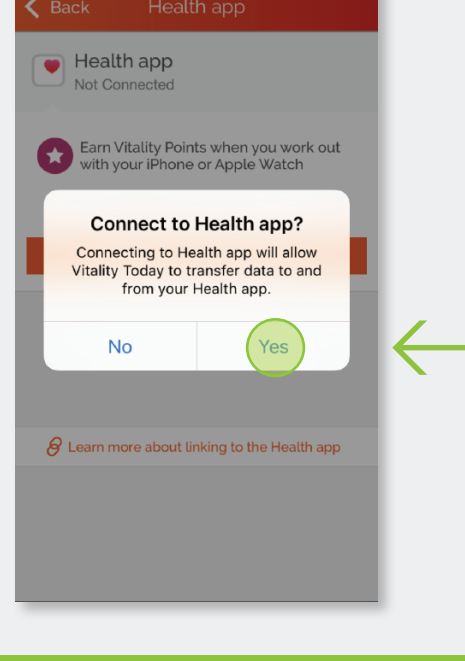 Back Health app
Health app
Not Connected
Earn Vitality Points when you work out
with your iPhone or Apple Watch
Connect to Health app?
Connecting to Health app will allow
Vitality Today to transfer data to and
from your Health app.
No Yes
Learn more about linking to the Health app